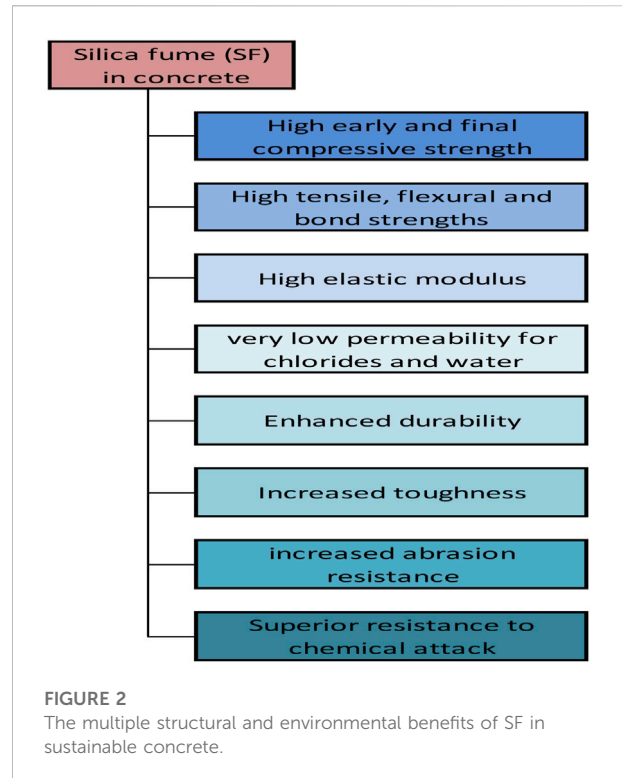 Silica fume (SF)
in concrete
High early and final
compressive strength
High tensile, flexural and
bond strengths
High elastic modulus
very low permeability for
chlorides and water
Enhanced durability
Increased toughness
increased abrasion
resistance
Superior resistance to
chemical attack
FIGURE 2
The multiple structural and environmental benefits of SF in
sustainable concrete.